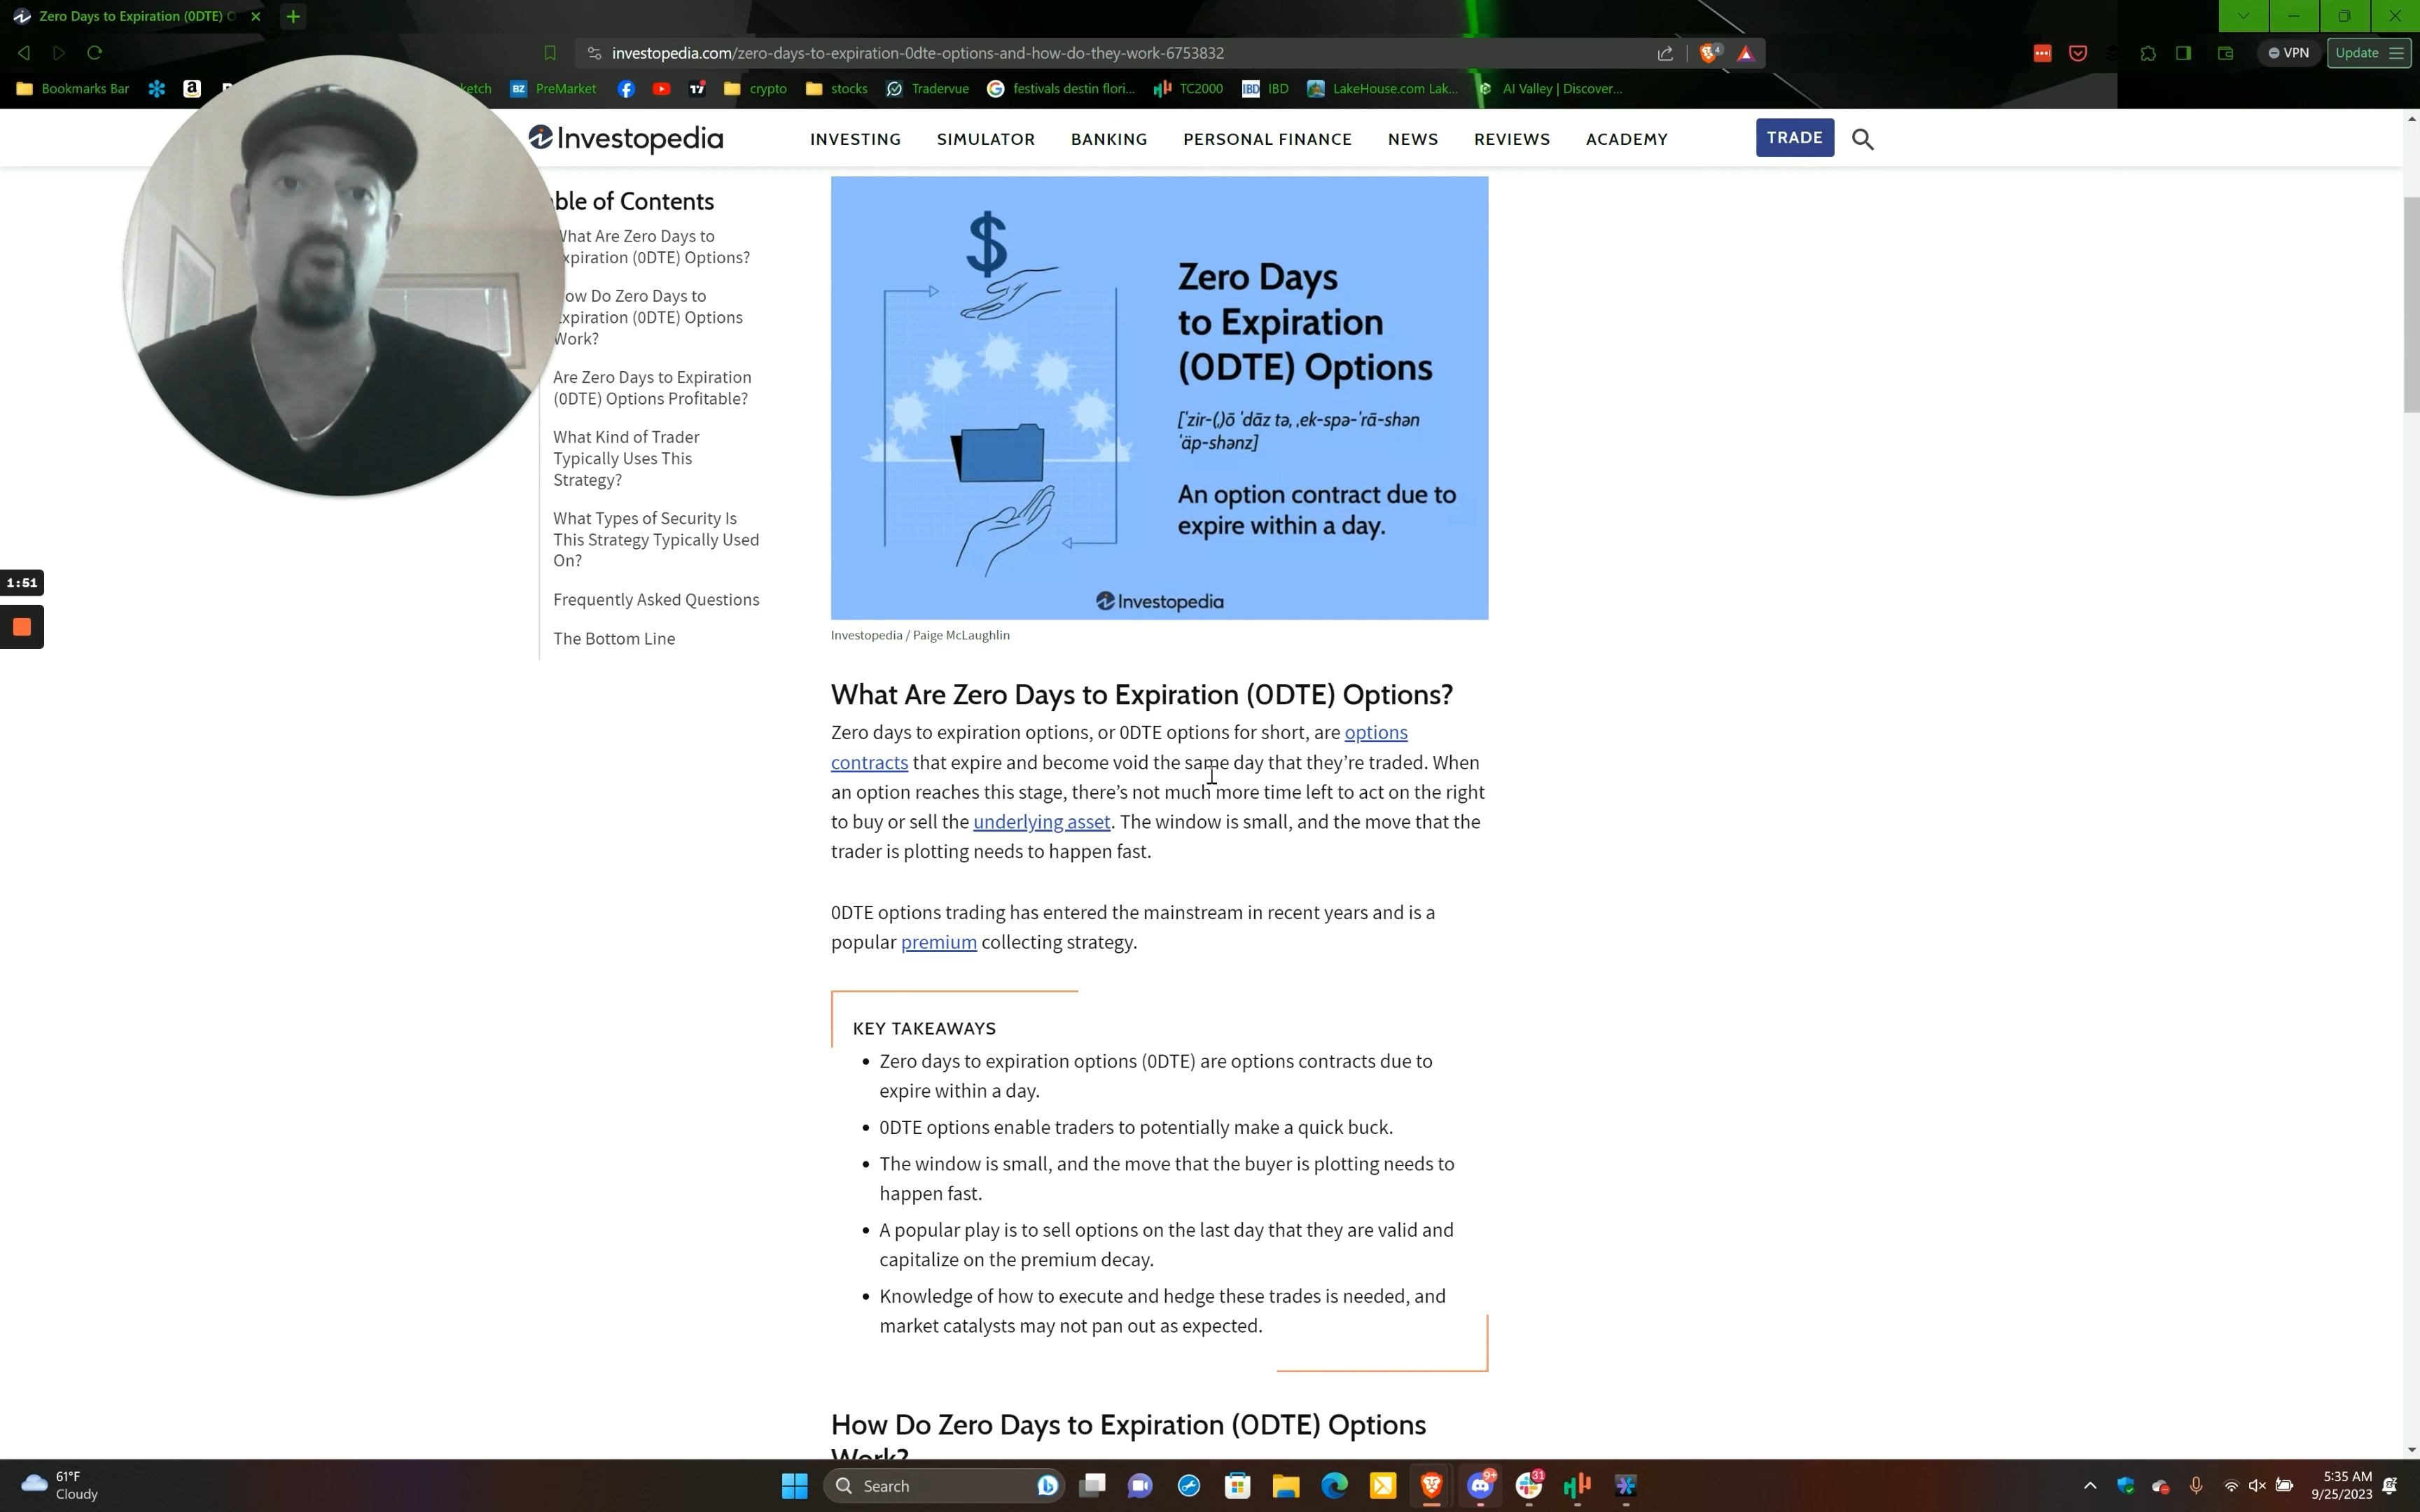 Zero Days to Expiration (0DTE) O
investopedia.com/zero-days-to-expiration-0dte-options-and-how-do-they-work-6753832
4
VPN
Update
Bookmarks Bar
a
ketch
BZ
PreMarket
crypto
stocks
Tradervue
festivals destin flori...
TC2000
IBD
IBD
LakeHouse.com Lak...
AI Valley | Discover...
Investopedia
INVESTING
SIMULATOR
BANKING
PERSONAL FINANCE
NEWS
REVIEWS
ACADEMY
TRADE
ble of Contents
hat Are Zero Days to
xpiration (0DTE) Options?
ow Do Zero Days to
xpiration (0DTE) Options
Work?
Are Zero Days to Expiration
(0DTE) Options Profitable?
What Kind of Trader
Typically Uses This
Strategy?
What Types of Security Is
This Strategy Typically Used
On?
Frequently Asked Questions
The Bottom Line
1:51
$
Zero Days
to Expiration
(0DTE) Options
['zir-(,)ō 'dāz tə, ,ek-spə-'rā-shən
'äp-shənz]
An option contract due to
expire within a day.
Investopedia
Investopedia / Paige McLaughlin
What Are Zero Days to Expiration (0DTE) Options?
Zero days to expiration options, or 0DTE options for short, are options
contracts that expire and become void the same day that they’re traded. When
an option reaches this stage, there’s not much more time left to act on the right
to buy or sell the underlying asset. The window is small, and the move that the
trader is plotting needs to happen fast.
0DTE options trading has entered the mainstream in recent years and is a
popular premium collecting strategy.
KEY TAKEAWAYS
• Zero days to expiration options (0DTE) are options contracts due to
expire within a day.
• 0DTE options enable traders to potentially make a quick buck.
• The window is small, and the move that the buyer is plotting needs to
happen fast.
• A popular play is to sell options on the last day that they are valid and
capitalize on the premium decay.
• Knowledge of how to execute and hedge these trades is needed, and
market catalysts may not pan out as expected.
How Do Zero Days to Expiration (0DTE) Options
Work?
61°F
Cloudy
Search
9+
31
5:35 AM
9/25/2023